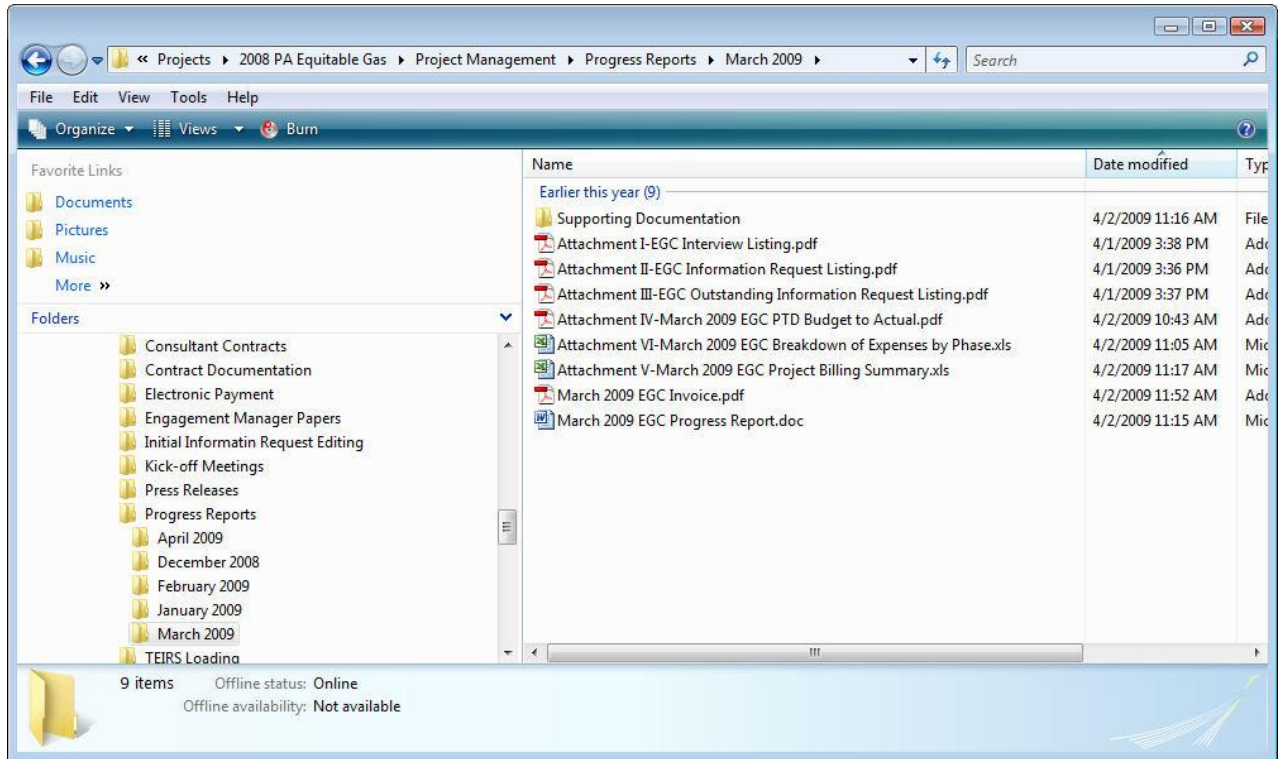 « Projects ▸ 2008 PA Equitable Gas ▸ Project Management ▸ Progress Reports ▸ March 2009 ▸ Search
File Edit View Tools Help
Organize Views Burn
Favorite Links
Documents
Pictures
Music
More »
Folders
Consultant Contracts
Contract Documentation
Electronic Payment
Engagement Manager Papers
Initial Informatin Request Editing
Kick-off Meetings
Press Releases
Progress Reports
April 2009
December 2008
February 2009
January 2009
March 2009
TEIRS Loading
Name Date modified Typ
Earlier this year (9)
Supporting Documentation 4/2/2009 11:16 AM File
Attachment I-EGC Interview Listing.pdf 4/1/2009 3:38 PM Ado
Attachment II-EGC Information Request Listing.pdf 4/1/2009 3:36 PM Ado
Attachment III-EGC Outstanding Information Request Listing.pdf 4/1/2009 3:37 PM Ado
Attachment IV-March 2009 EGC PTD Budget to Actual.pdf 4/2/2009 10:43 AM Ado
Attachment VI-March 2009 EGC Breakdown of Expenses by Phase.xls 4/2/2009 11:05 AM Mic
Attachment V-March 2009 EGC Project Billing Summary.xls 4/2/2009 11:17 AM Mic
March 2009 EGC Invoice.pdf 4/2/2009 11:52 AM Ado
March 2009 EGC Progress Report.doc 4/2/2009 11:15 AM Mic
9 items Offline status: Online
Offline availability: Not available